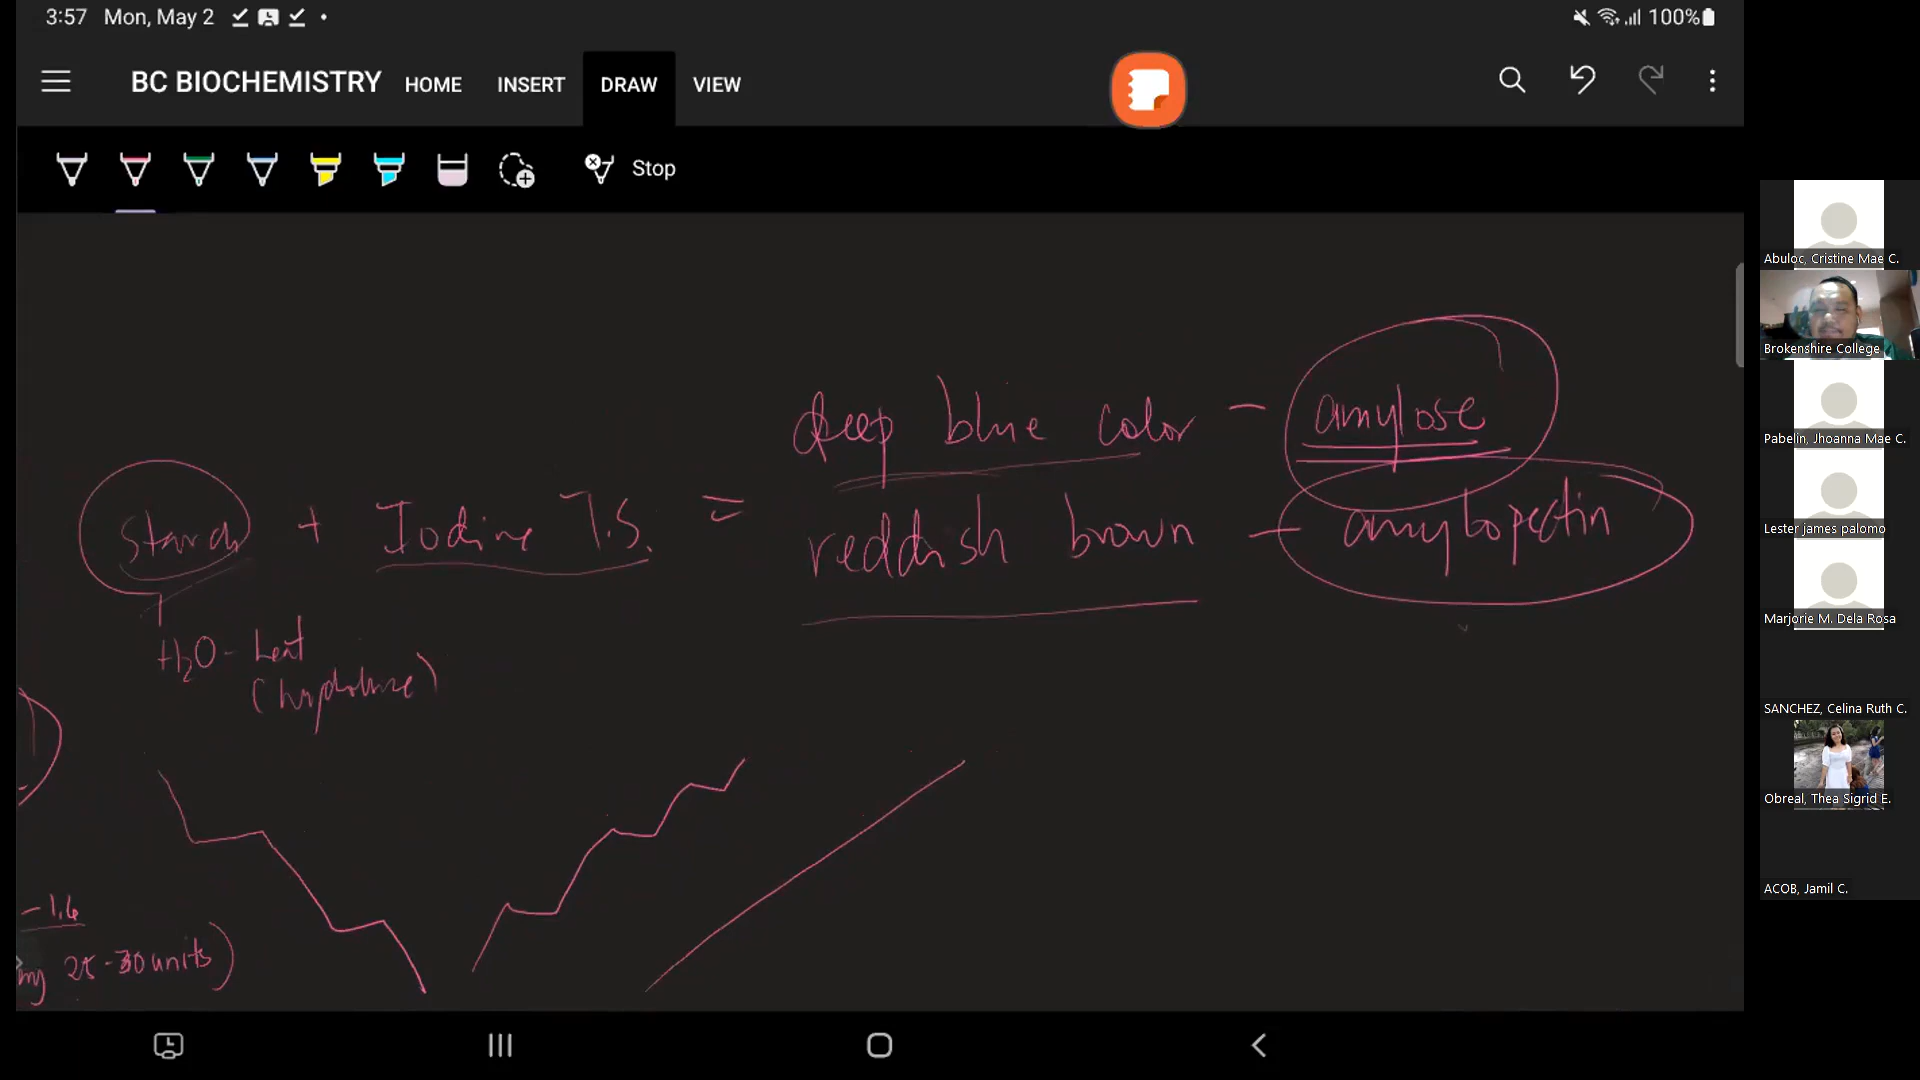 3:57 Mon, May 2
100%
BC BIOCHEMISTRY HOME INSERT DRAW VIEW
Stop
deep blue color - amylose
Starch + Iodine T.S. = reddish brown - amylopectin
H2O - heat
- 1,6
25-30 units)
Abuloc, Cristine Mae C.
Brokenshire College
Pabelin, Jhoanna Mae C.
Lester james palomo
Marjorie M. Dela Rosa
SANCHEZ, Celina Ruth C.
Obreal, Thea Sigrid E.
ACOB, Jamil C.